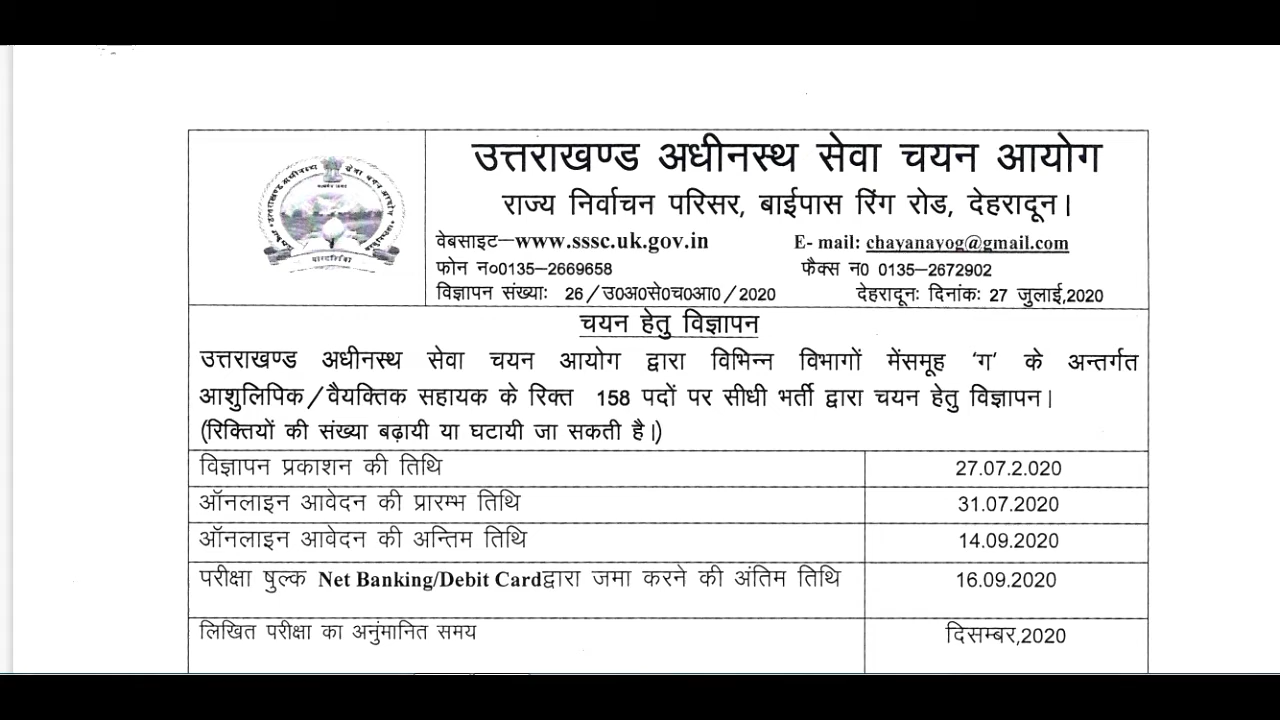 उत्तराखण्ड अधीनस्थ सेवा चयन आयोग
राज्य निर्वाचन परिसर, बाईपास रिंग रोड, देहरादून।
वेबसाइट–www.sssc.uk.gov.in E- mail: chayanayog@gmail.com
फोन न०0135–2669658 फैक्स न0 0135–2672902
विज्ञापन संख्याः 26/उ0अ0से0च0आ0/2020 देहरादूनः दिनांकः 27 जुलाई,2020
चयन हेतु विज्ञापन
उत्तराखण्ड अधीनस्थ सेवा चयन आयोग द्वारा विभिन्न विभागों मेंसमूह ‘ग’ के अन्तर्गत
आशुलिपिक/वैयक्तिक सहायक के रिक्त 158 पदों पर सीधी भर्ती द्वारा चयन हेतु विज्ञापन।
(रिक्तियों की संख्या बढ़ायी या घटायी जा सकती है।)
विज्ञापन प्रकाशन की तिथि 27.07.2.020
ऑनलाइन आवेदन की प्रारम्भ तिथि 31.07.2020
ऑनलाइन आवेदन की अन्तिम तिथि 14.09.2020
परीक्षा षुल्क Net Banking/Debit Cardद्वारा जमा करने की अंतिम तिथि 16.09.2020
लिखित परीक्षा का अनुंमानित समय दिसम्बर,2020